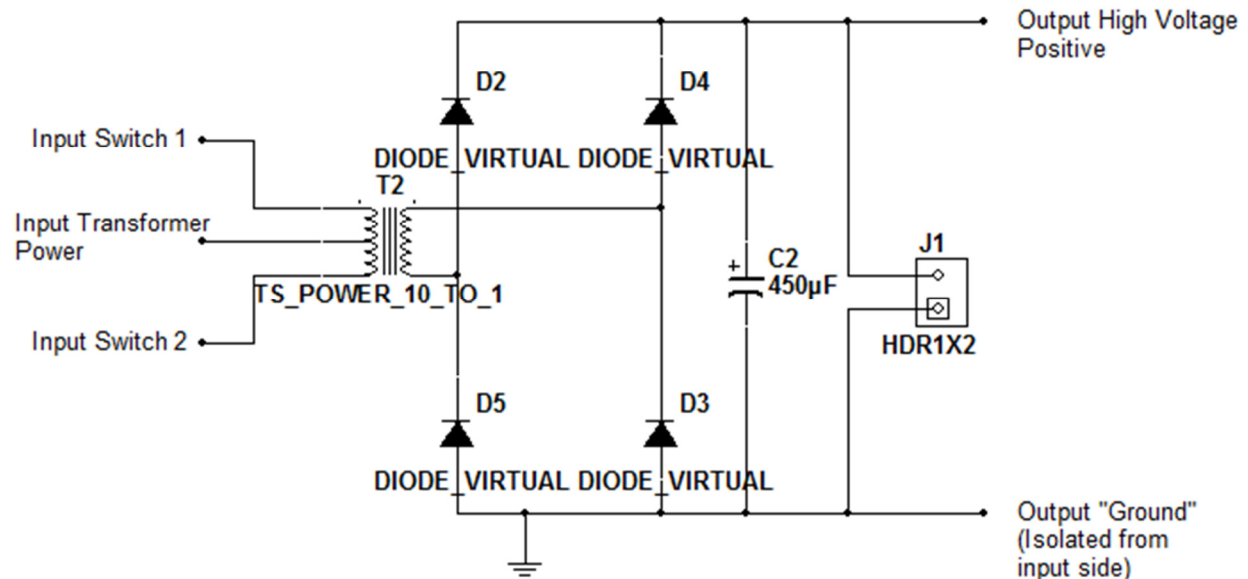 Output High Voltage
Positive
D2
D4
Input Switch 1
DIODE_VIRTUAL
DIODE_VIRTUAL
T2
Input Transformer
Power
J1
+
C2
450µF
TS_POWER_10_TO_1
Input Switch 2
HDR1X2
D5
D3
DIODE_VIRTUAL
DIODE_VIRTUAL
Output "Ground"
(Isolated from
input side)